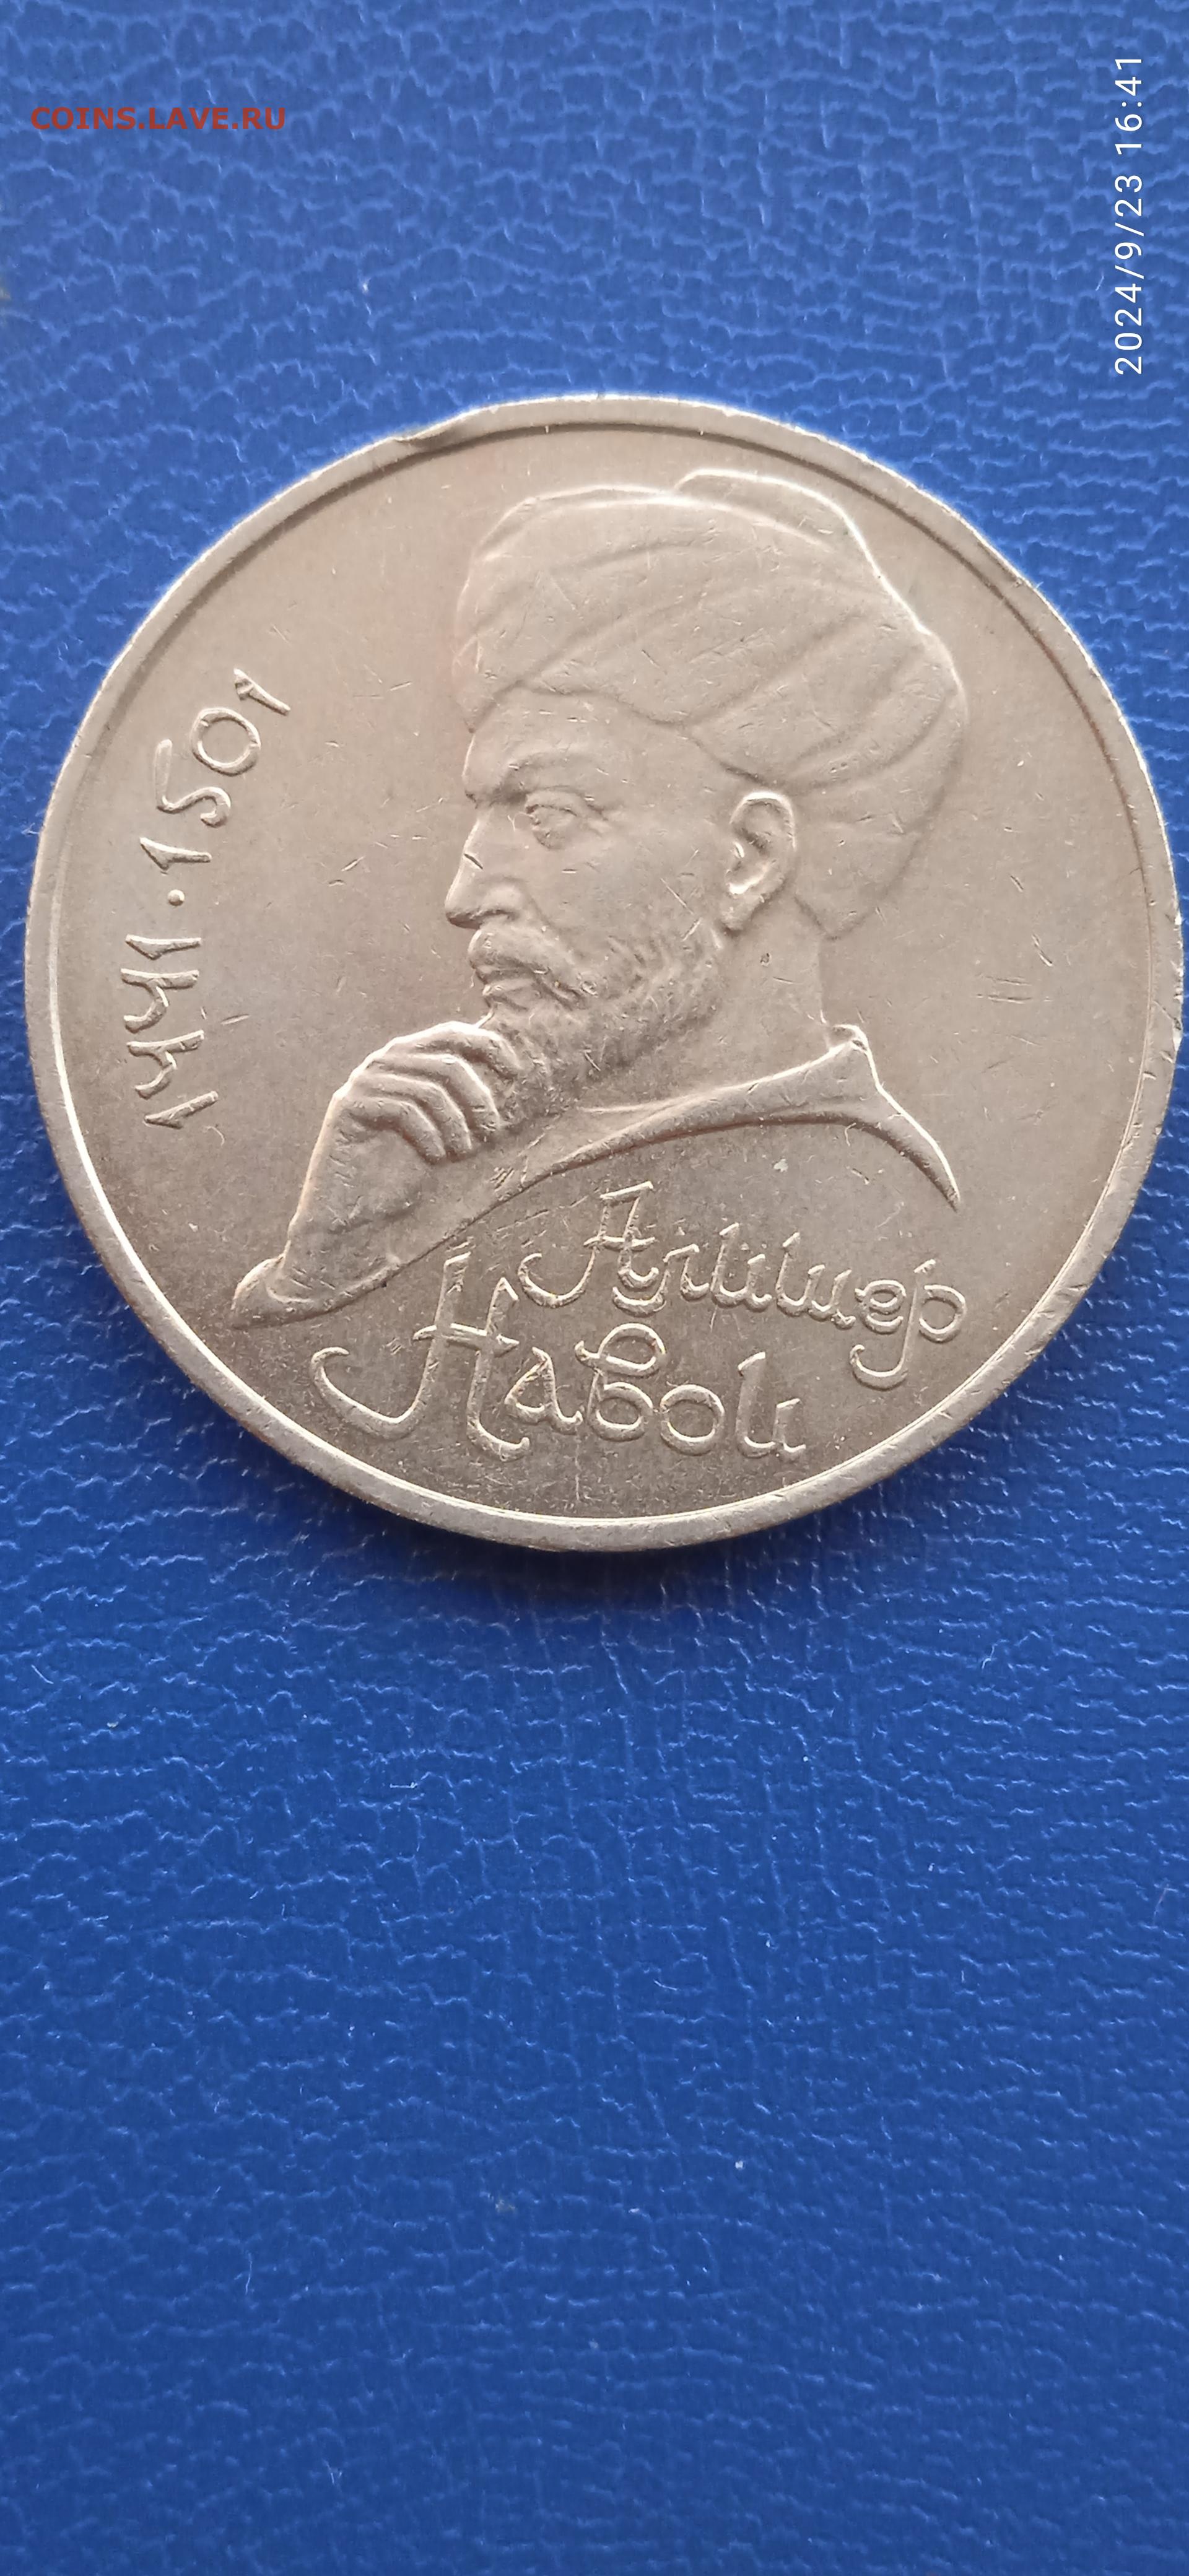 COINS.LAVE.RU
2024/9/23 16:41
1441·1501
Алишер
Навои